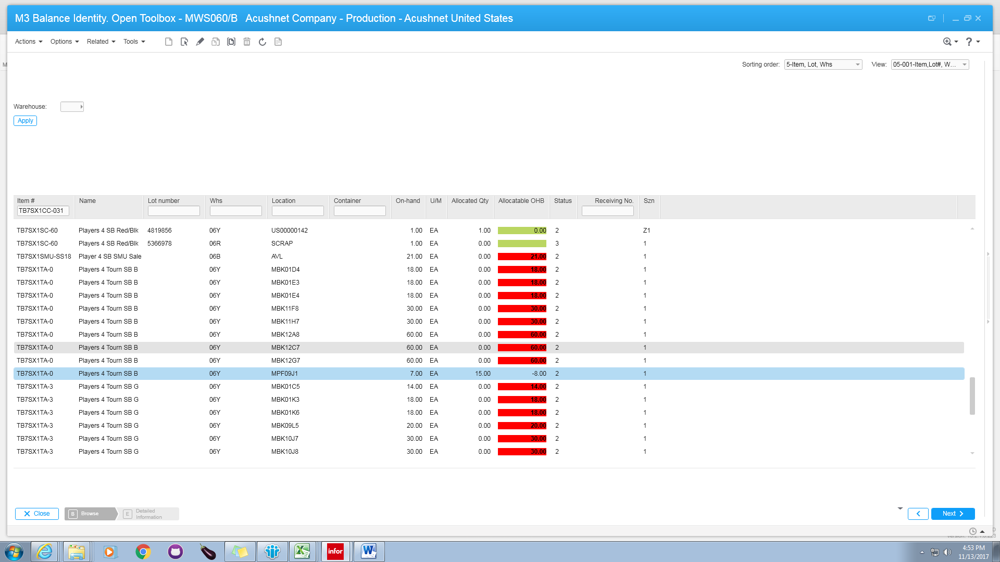 M3 Balance Identity. Open Toolbox - MWS060/B   Acushnet Company - Production - Acushnet United States
Actions Options Related Tools ?
M
Sorting order: 5-Item, Lot, Whs View: 05-001-Item,Lot#, W...
Warehouse:
Apply
Item # Name Lot number Whs Location Container On-hand U/M Allocated Qty Allocatable OHB Status Receiving No. Szn
TB7SX1CC-031
TB7SX1SC-60 Players 4 SB Red/Blk 4819856 06Y US00000142 1.00 EA 1.00 0.00 2 Z1
TB7SX1SC-60 Players 4 SB Red/Blk 5366978 06R SCRAP 1.00 EA 0.00 3 1
TB7SX1SMU-SS18 Player 4 SB SMU Sale 06B AVL 21.00 EA 0.00 21.00 2 1
TB7SX1TA-0 Players 4 Tourn SB B 06Y MBK01D4 18.00 EA 0.00 18.00 2 1
TB7SX1TA-0 Players 4 Tourn SB B 06Y MBK01E3 18.00 EA 0.00 18.00 2 1
TB7SX1TA-0 Players 4 Tourn SB B 06Y MBK01E4 18.00 EA 0.00 18.00 2 1
TB7SX1TA-0 Players 4 Tourn SB B 06Y MBK11F8 30.00 EA 0.00 30.00 2 1
TB7SX1TA-0 Players 4 Tourn SB B 06Y MBK11H7 30.00 EA 0.00 30.00 2 1
TB7SX1TA-0 Players 4 Tourn SB B 06Y MBK12A8 60.00 EA 0.00 60.00 2 1
TB7SX1TA-0 Players 4 Tourn SB B 06Y MBK12C7 60.00 EA 0.00 60.00 2 1
TB7SX1TA-0 Players 4 Tourn SB B 06Y MBK12G7 60.00 EA 0.00 60.00 2 1
TB7SX1TA-0 Players 4 Tourn SB B 06Y MPF09J1 7.00 EA 15.00 -8.00 2 1
TB7SX1TA-3 Players 4 Tourn SB G 06Y MBK01C5 14.00 EA 0.00 14.00 2 1
TB7SX1TA-3 Players 4 Tourn SB G 06Y MBK01K3 18.00 EA 0.00 18.00 2 1
TB7SX1TA-3 Players 4 Tourn SB G 06Y MBK01K6 18.00 EA 0.00 18.00 2 1
TB7SX1TA-3 Players 4 Tourn SB G 06Y MBK09L5 20.00 EA 0.00 20.00 2 1
TB7SX1TA-3 Players 4 Tourn SB G 06Y MBK10J7 30.00 EA 0.00 30.00 2 1
TB7SX1TA-3 Players 4 Tourn SB G 06Y MBK10J8 30.00 EA 0.00 30.00 2 1
Close B Browse E Detailed
Information
Next
infor
4:53 PM
11/13/2017